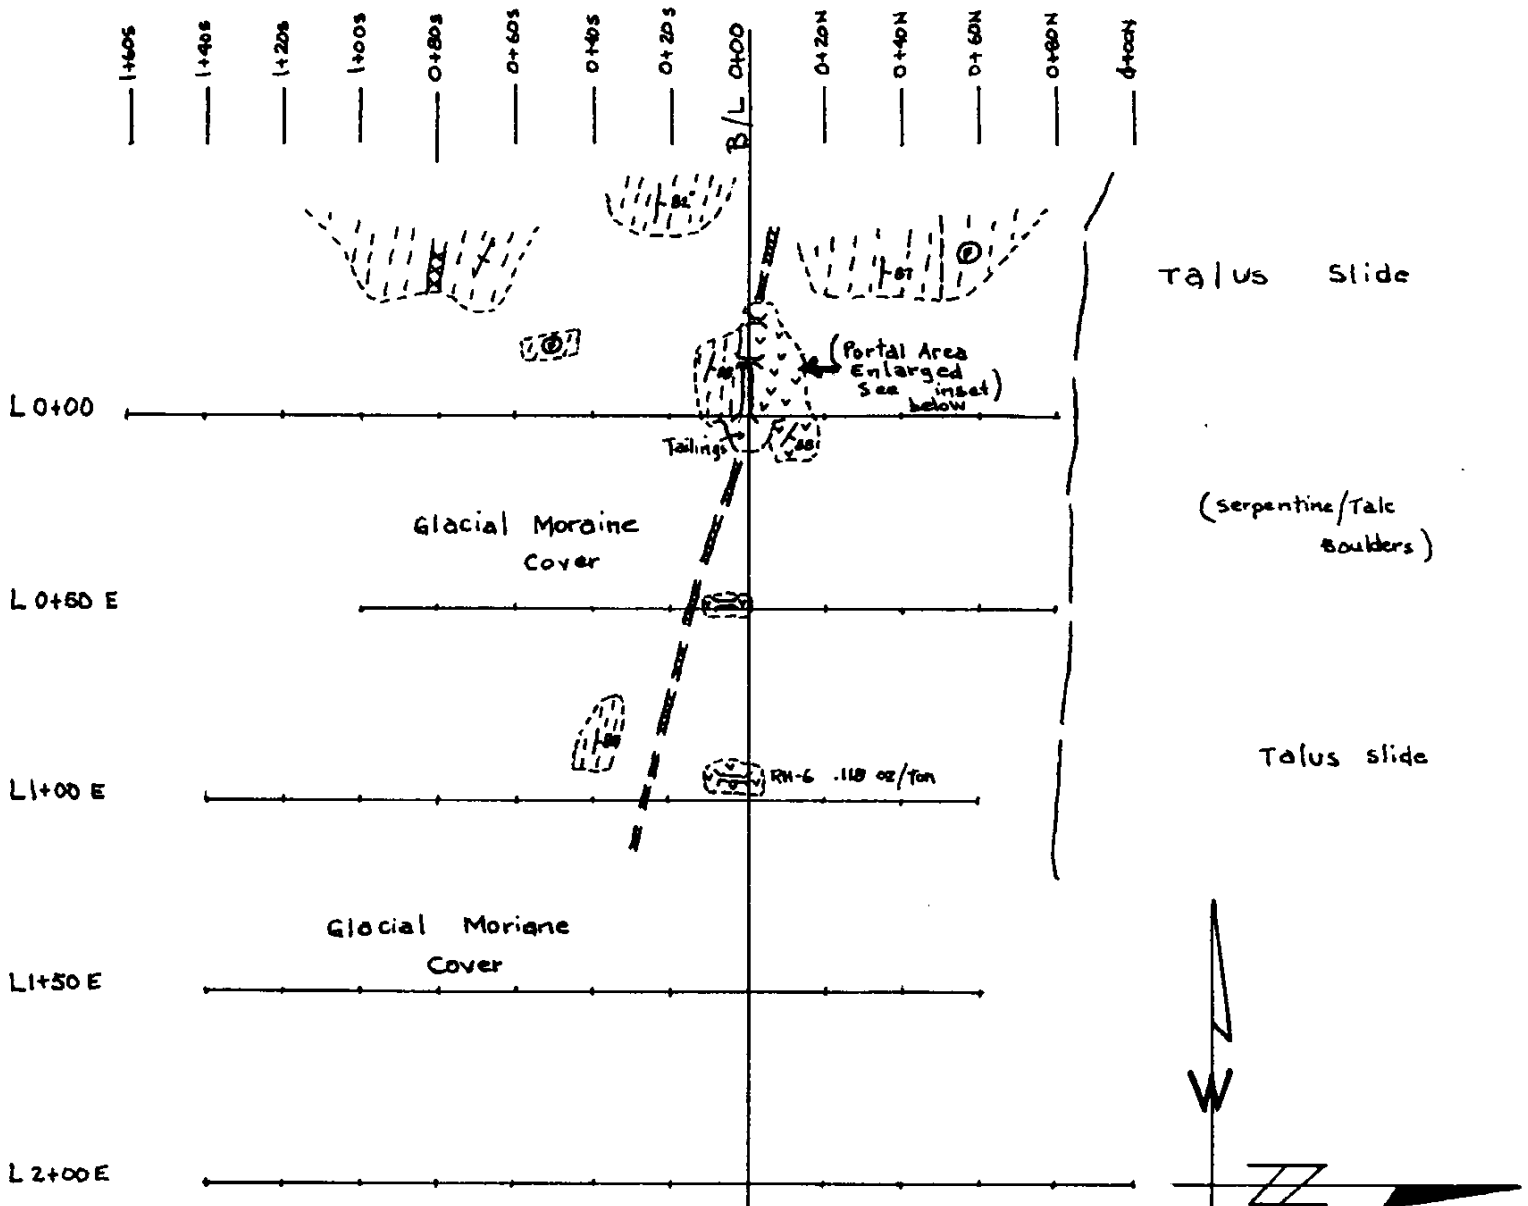 1+60S
1+40S
1+20S
1+00S
0+80S
0+60S
0+40S
0+20S
B/L 0+00
0+20N
0+40N
0+60N
0+80N
82°
87
Talus Slide
(Portal Area
Enlarged
See inset)
below
L 0+00
Tailings
88
Glacial Moraine
Cover
(Serpentine/Talc
Boulders)
L 0+50 E
RH-6 .118 oz/Ton
Talus Slide
L1+00 E
Glacial Moriane
Cover
L1+50 E
W
L 2+00 E
N